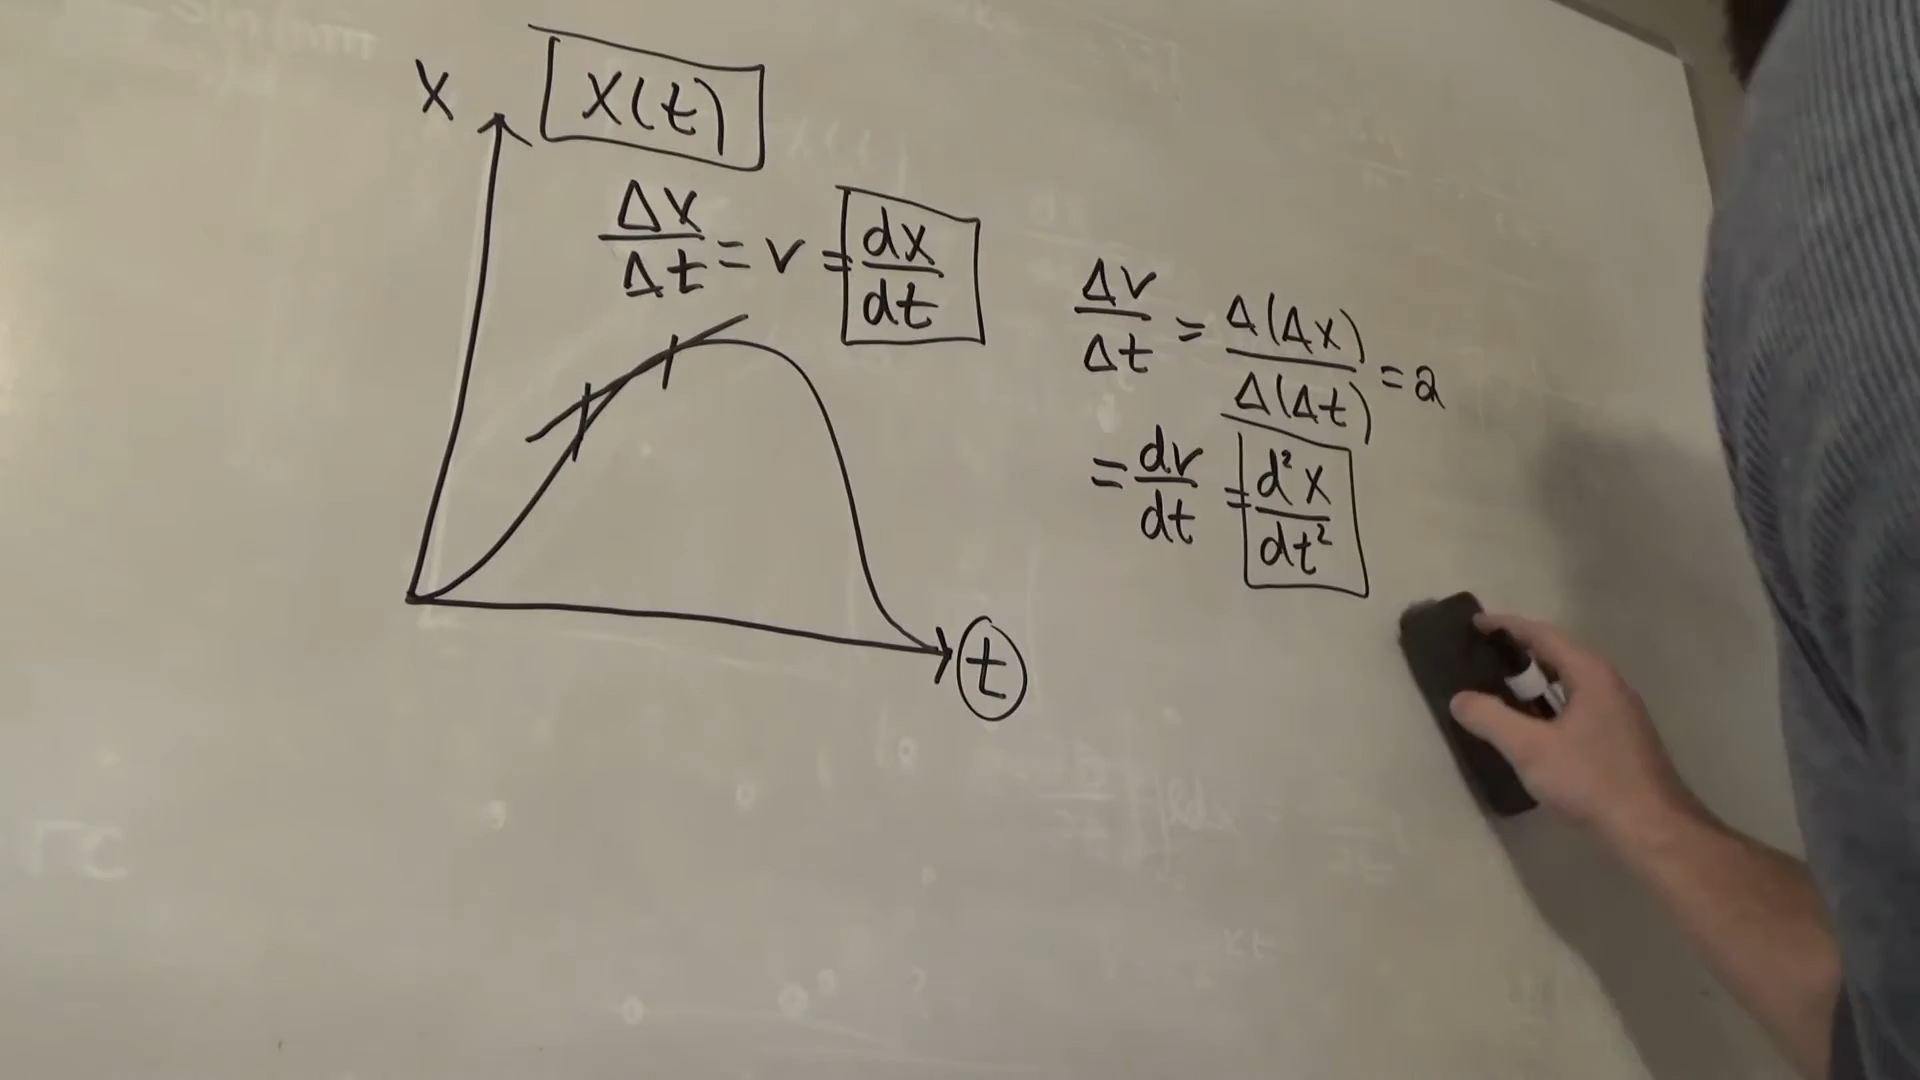 x
x(t)
Δx/Δt = v = dx/dt
Δv/Δt = Δ(Δx)/Δ(Δt) = a
= dv/dt = d²x/dt²
t